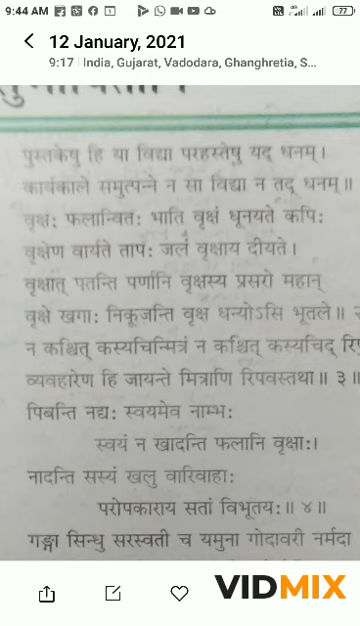 9:44 AM
77
12 January, 2021
9:17 India, Gujarat, Vadodara, Ghanghretia, S...
पुस्तकेषु हि या विद्या परहस्तेषु यद् धनम्।
कार्यकाले समुत्पन्ने न सा विद्या न तद् धनम्॥
वृक्षः फलान्वितः भाति वृक्षं धूनयते कपिः
वृक्षेण वार्यते तापः जलं वृक्षाय दीयते।
वृक्षात् पतन्ति पर्णानि वृक्षस्य प्रसरो महान्
वृक्षे खगाः निकूजन्ति वृक्ष धन्योऽसि भूतले॥
न कश्चित् कस्यचिन्मित्रं न कश्चित् कस्यचिद्
व्यवहारेण हि जायन्ते मित्राणि रिपवस्तथा॥ ३॥
पिबन्ति नद्यः स्वयमेव नाम्भः
स्वयं न खादन्ति फलानि वृक्षाः।
नादन्ति सस्यं खलु वारिवाहाः
परोपकाराय सतां विभूतयः॥ ४॥
गङ्गा सिन्धु सरस्वती च यमुना गोदावरी नर्मदा
VIDMIX